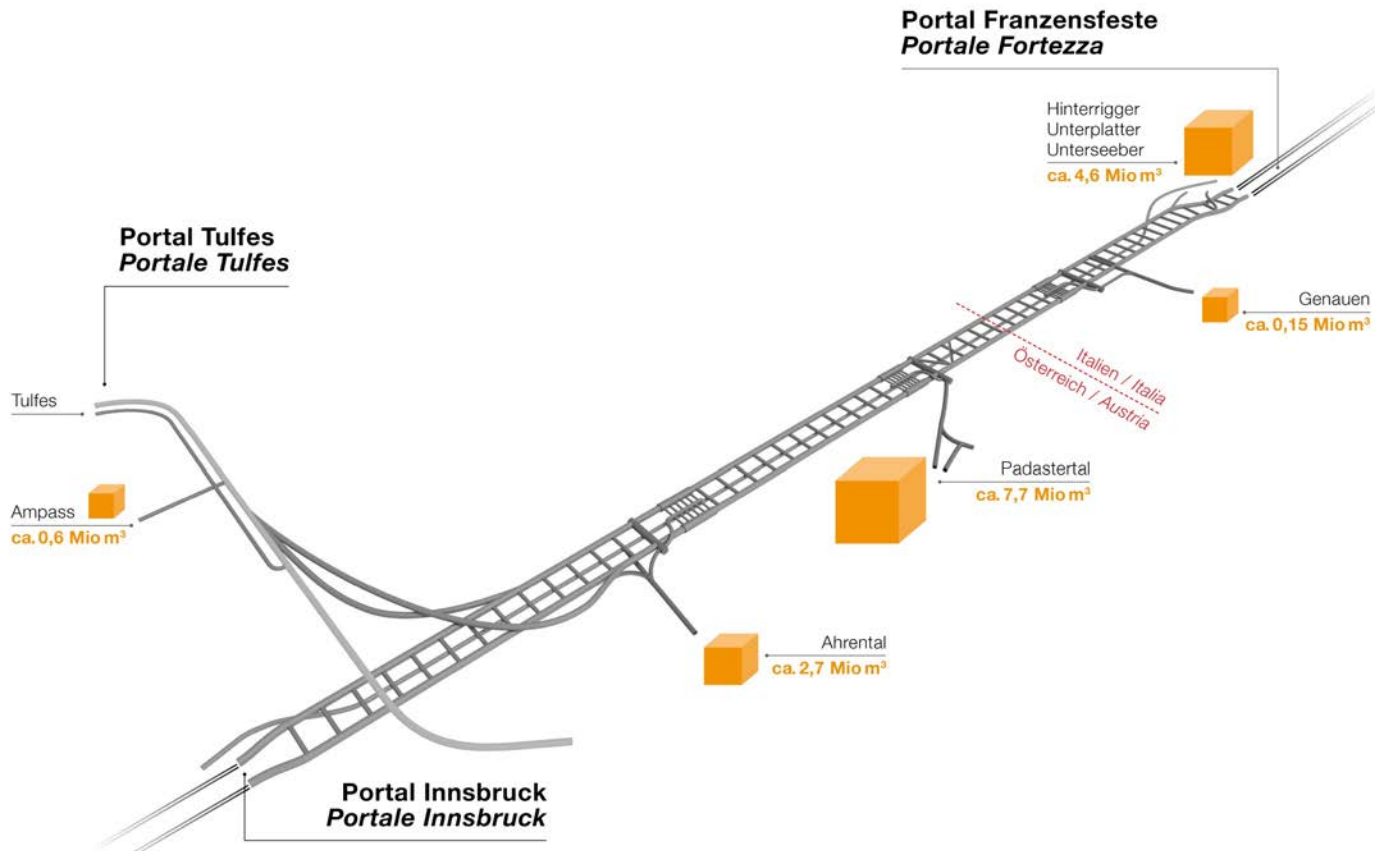 Portal Franzensfeste
Portale Fortezza
Hinterrigger
Unterplatter
Unterseeber
ca. 4,6 Mio m³
Portal Tulfes
Portale Tulfes
Genauen
ca. 0,15 Mio m³
Italien / Italia
Österreich / Austria
Tulfes
Padastertal
ca. 7,7 Mio m³
Ampass
ca. 0,6 Mio m³
Ahrental
ca. 2,7 Mio m³
Portal Innsbruck
Portale Innsbruck